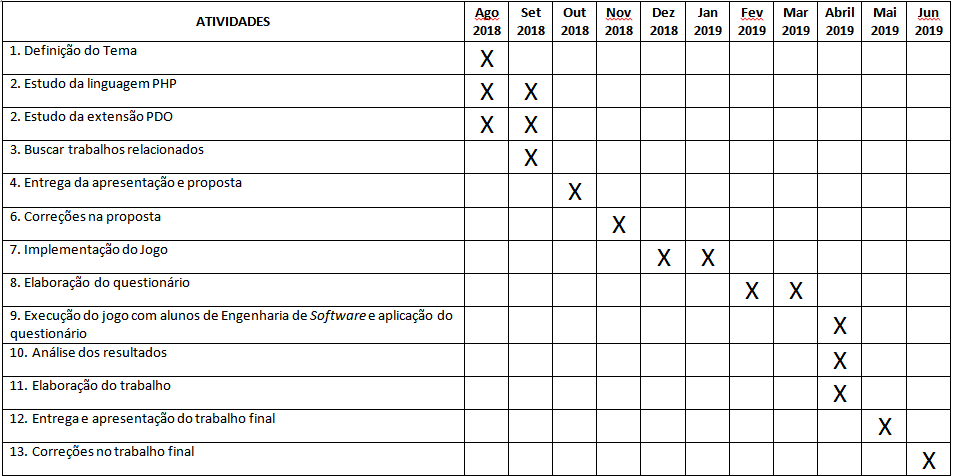 ATIVIDADES Ago 2018 Set 2018 Out 2018 Nov 2018 Dez 2018 Jan 2019 Fev 2019 Mar 2019 Abril 2019 Mai 2019 Jun 2019
1. Definição do Tema X
2. Estudo da linguagem PHP X X
2. Estudo da extensão PDO X X
3. Buscar trabalhos relacionados X
4. Entrega da apresentação e proposta X
6. Correções na proposta X
7. Implementação do Jogo X X
8. Elaboração do questionário X X
9. Execução do jogo com alunos de Engenharia de Software e aplicação do
questionário X
10. Análise dos resultados X
11. Elaboração do trabalho X
12. Entrega e apresentação do trabalho final X
13. Correções no trabalho final X